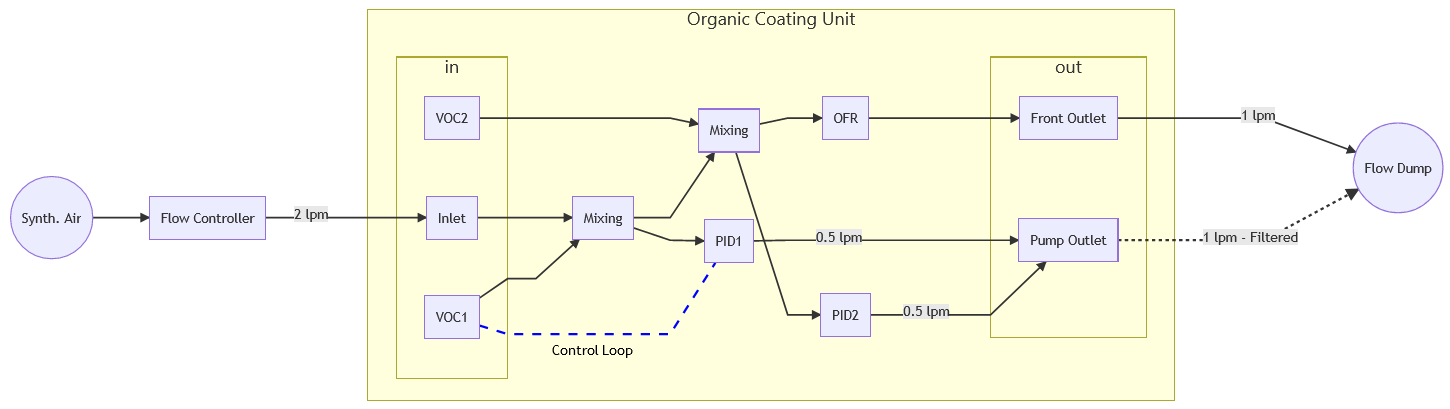 Organic Coating Unit
in
out
VOC2
Mixing
OFR
Front Outlet
1 lpm
Flow Dump
Synth. Air
Flow Controller
2 lpm
Inlet
Mixing
PID1
0.5 lpm
Pump Outlet
1 lpm - Filtered
VOC1
PID2
0.5 lpm
Control Loop